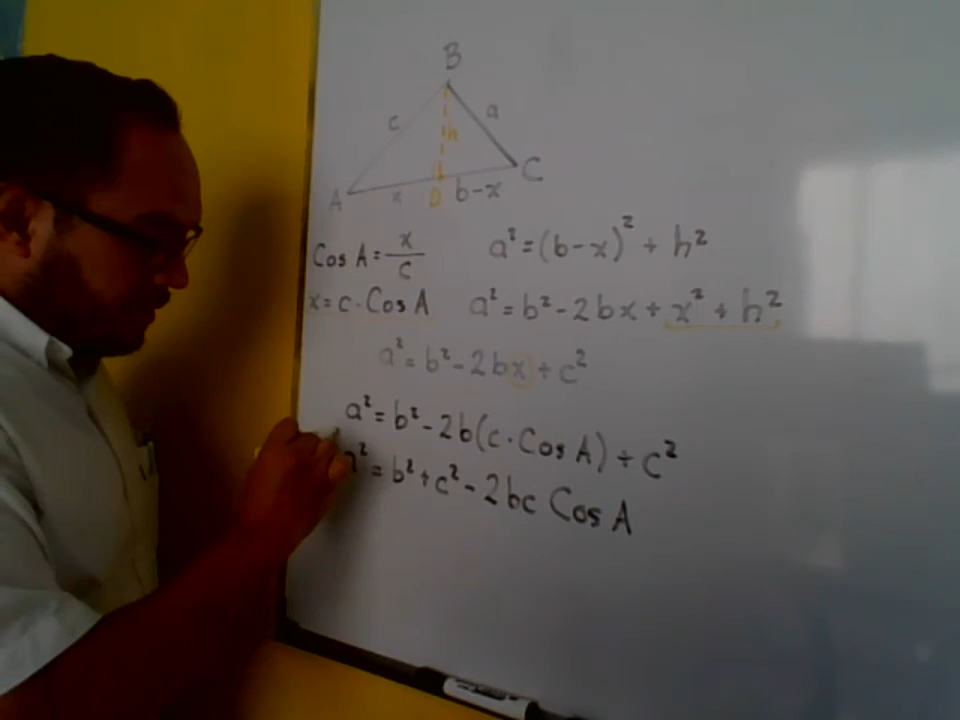 B
c
a
h
A
x
D
b-x
C
Cos A = x/c
a² = (b-x)² + h²
x = c · Cos A
a² = b² - 2bx + x² + h²
a² = b² - 2bx + c²
a² = b² - 2b(c · Cos A) + c²
² = b² + c² - 2bc Cos A